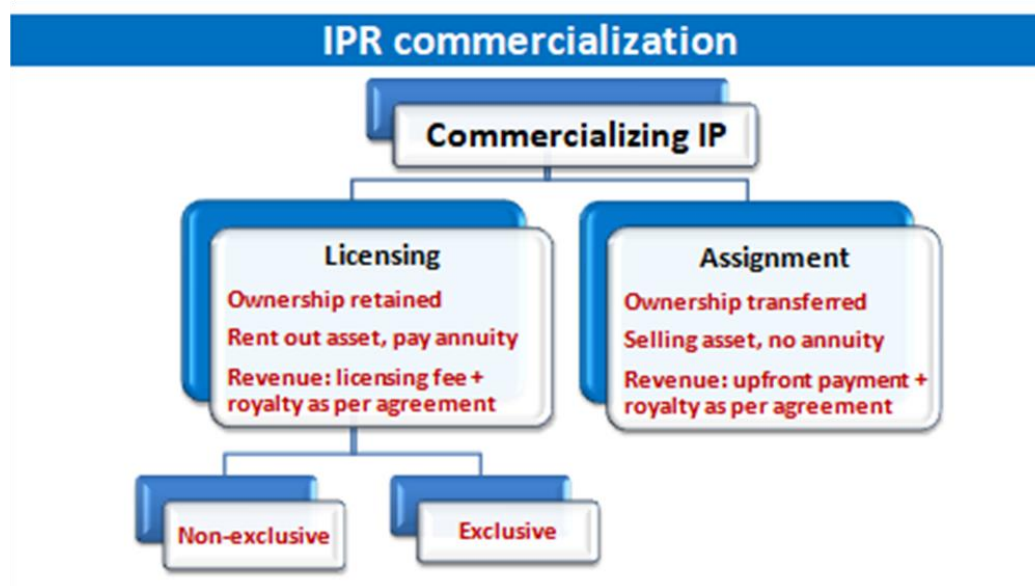 IPR commercialization
Commercializing IP
Licensing
Ownership retained
Rent out asset, pay annuity
Revenue: licensing fee +
royalty as per agreement
Assignment
Ownership transferred
Selling asset, no annuity
Revenue: upfront payment +
royalty as per agreement
Non-exclusive
Exclusive